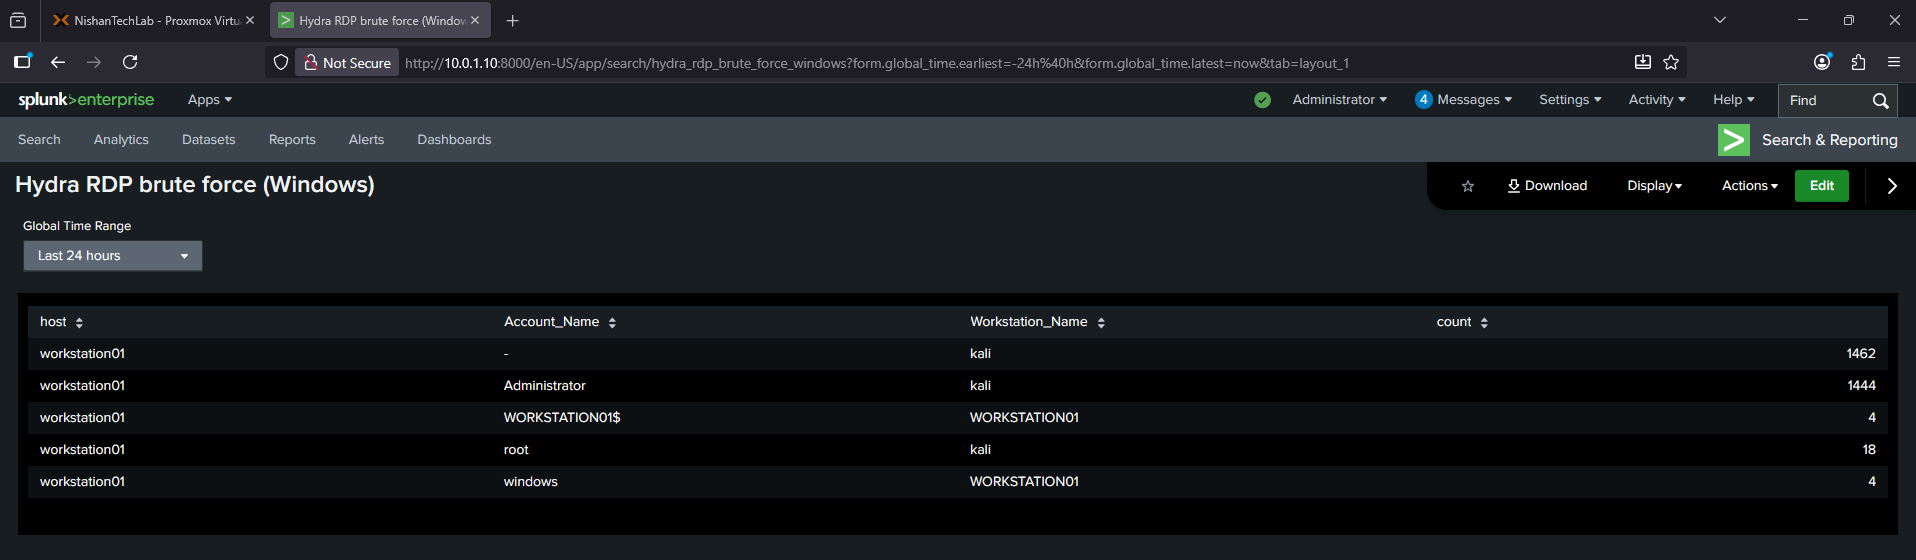 NishanTechLab - Proxmox Virtu
Hydra RDP brute force (Window
Not Secure http://10.0.1.10:8000/en-US/app/search/hydra_rdp_brute_force_windows?form.global_time.earliest=-24h%40h&form.global_time.latest=now&tab=layout_1
splunk>enterprise Apps Administrator 4 Messages Settings Activity Help Find
Search Analytics Datasets Reports Alerts Dashboards Search & Reporting
Hydra RDP brute force (Windows) Download Display Actions Edit
Global Time Range
Last 24 hours
host Account_Name Workstation_Name count
workstation01 - kali 1462
workstation01 Administrator kali 1444
workstation01 WORKSTATION01$ WORKSTATION01 4
workstation01 root kali 18
workstation01 windows WORKSTATION01 4